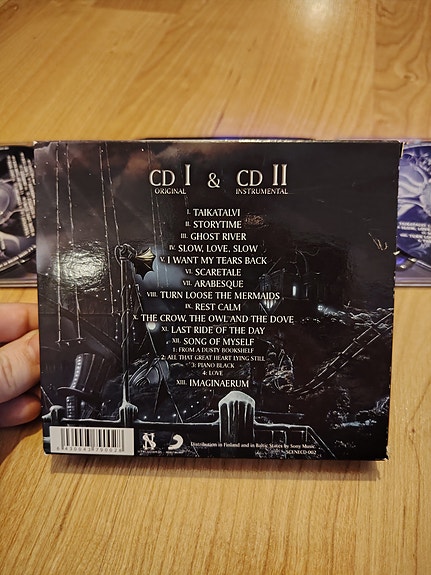 CD I & CD II
ORIGINAL INSTRUMENTAL
I. TAIKATALVI
II. STORYTIME
III. GHOST RIVER
IV. SLOW, LOVE, SLOW
V. I WANT MY TEARS BACK
VI. SCARETALE
VII. ARABESQUE
VIII. TURN LOOSE THE MERMAIDS
IX. REST CALM
X. THE CROW, THE OWL AND THE DOVE
XI. LAST RIDE OF THE DAY
XII. SONG OF MYSELF
1: FROM A DUSTY BOOKSHELF
2: ALL THAT GREAT HEART LYING STILL
3: PIANO BLACK
4: LOVE
XIII. IMAGINAERUM
Distribution in Finland and in Baltic States by Sony Music.
SCENECD 002